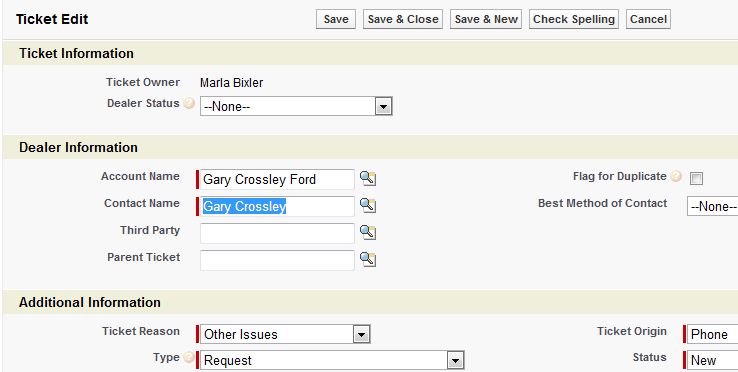 Ticket Edit Save Save & Close Save & New Check Spelling Cancel
Ticket Information
Ticket Owner Marla Bixler
Dealer Status ? --None--
Dealer Information
Account Name Gary Crossley Ford Flag for Duplicate ?
Contact Name Gary Crossley Best Method of Contact --None--
Third Party
Parent Ticket
Additional Information
Ticket Reason Other Issues Ticket Origin Phone
Type ? Request Status New